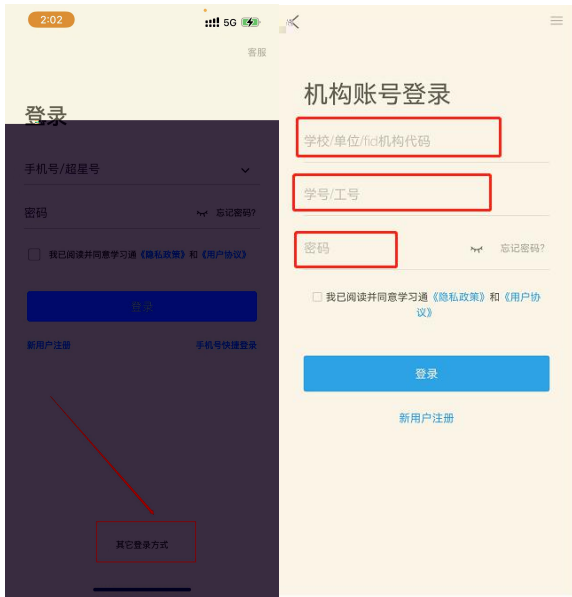 2:02
5G
客服
登录
手机号/超星号
密码
忘记密码?
我已阅读并同意学习通《隐私政策》和《用户协议》
登录
新用户注册
手机号快捷登录
其它登录方式
机构账号登录
学校/单位/fid机构代码
学号/工号
密码
忘记密码?
我已阅读并同意学习通《隐私政策》和《用户协
议》
登录
新用户注册